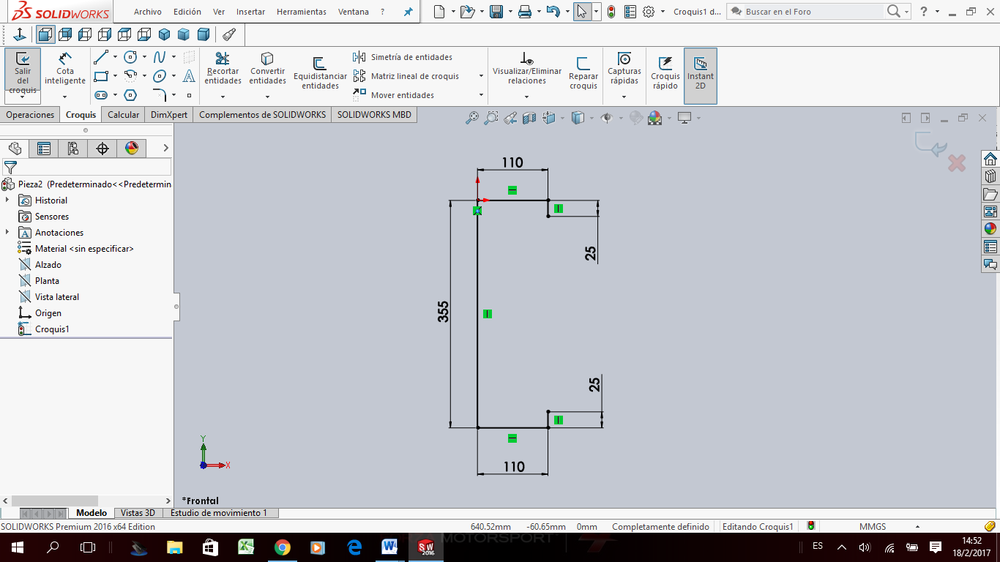 SOLIDWORKS
Archivo Edición Ver Insertar Herramientas Ventana ? Croquis1 d... Buscar en el Foro ?
Salir del croquis
Cota inteligente
Recortar entidades
Convertir entidades
Equidistanciar entidades
Simetría de entidades
Matriz lineal de croquis
Mover entidades
Visualizar/Eliminar relaciones
Reparar croquis
Capturas rápidas
Croquis rápido
Instant 2D
Operaciones Croquis Calcular DimXpert Complementos de SOLIDWORKS SOLIDWORKS MBD
Pieza2 (Predeterminado<<Predetermin
Historial
Sensores
Anotaciones
Material <sin especificar>
Alzado
Planta
Vista lateral
Origen
Croquis1
110
25
355
25
110
Y
X
*Frontal
Modelo Vistas 3D Estudio de movimiento 1
SOLIDWORKS Premium 2016 x64 Edition 640.52mm -60.65mm 0mm Completamente definido Editando Croquis1 MMGS
MOTORSPORT
SW 2016
ES
14:52
18/2/2017